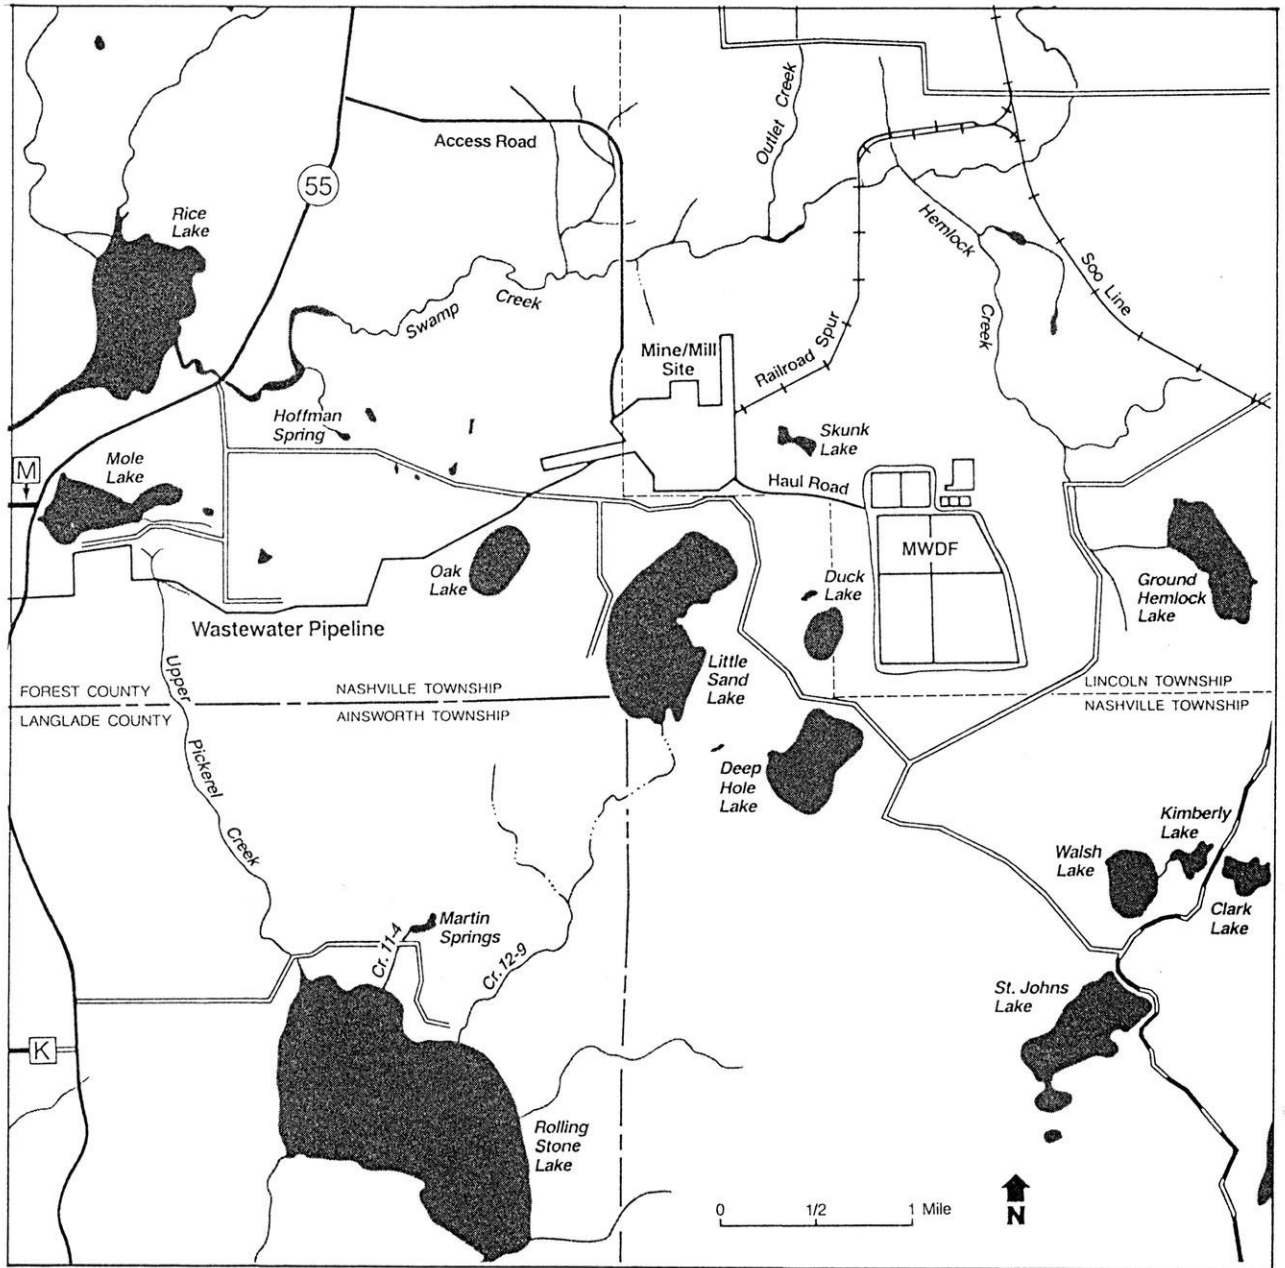 Access Road
Outlet Creek
55
Rice
Lake
Hemlock
Creek
Soo Line
Swamp
Creek
Mine/Mill
Site
Railroad Spur
Hoffman
Spring
Skunk
Lake
M
Mole
Lake
Haul Road
MWDF
Oak
Lake
Duck
Lake
Ground
Hemlock
Lake
Wastewater Pipeline
Little
Sand
Lake
Upper
Pickerel
Creek
FOREST COUNTY
NASHVILLE TOWNSHIP
LINCOLN TOWNSHIP
LANGLADE COUNTY
AINSWORTH TOWNSHIP
NASHVILLE TOWNSHIP
Deep
Hole
Lake
Kimberly
Lake
Walsh
Lake
Clark
Lake
Martin
Springs
Cr. 11-4
Cr. 12-9
St. Johns
Lake
K
Rolling
Stone
Lake
0 1/2 1 Mile
N